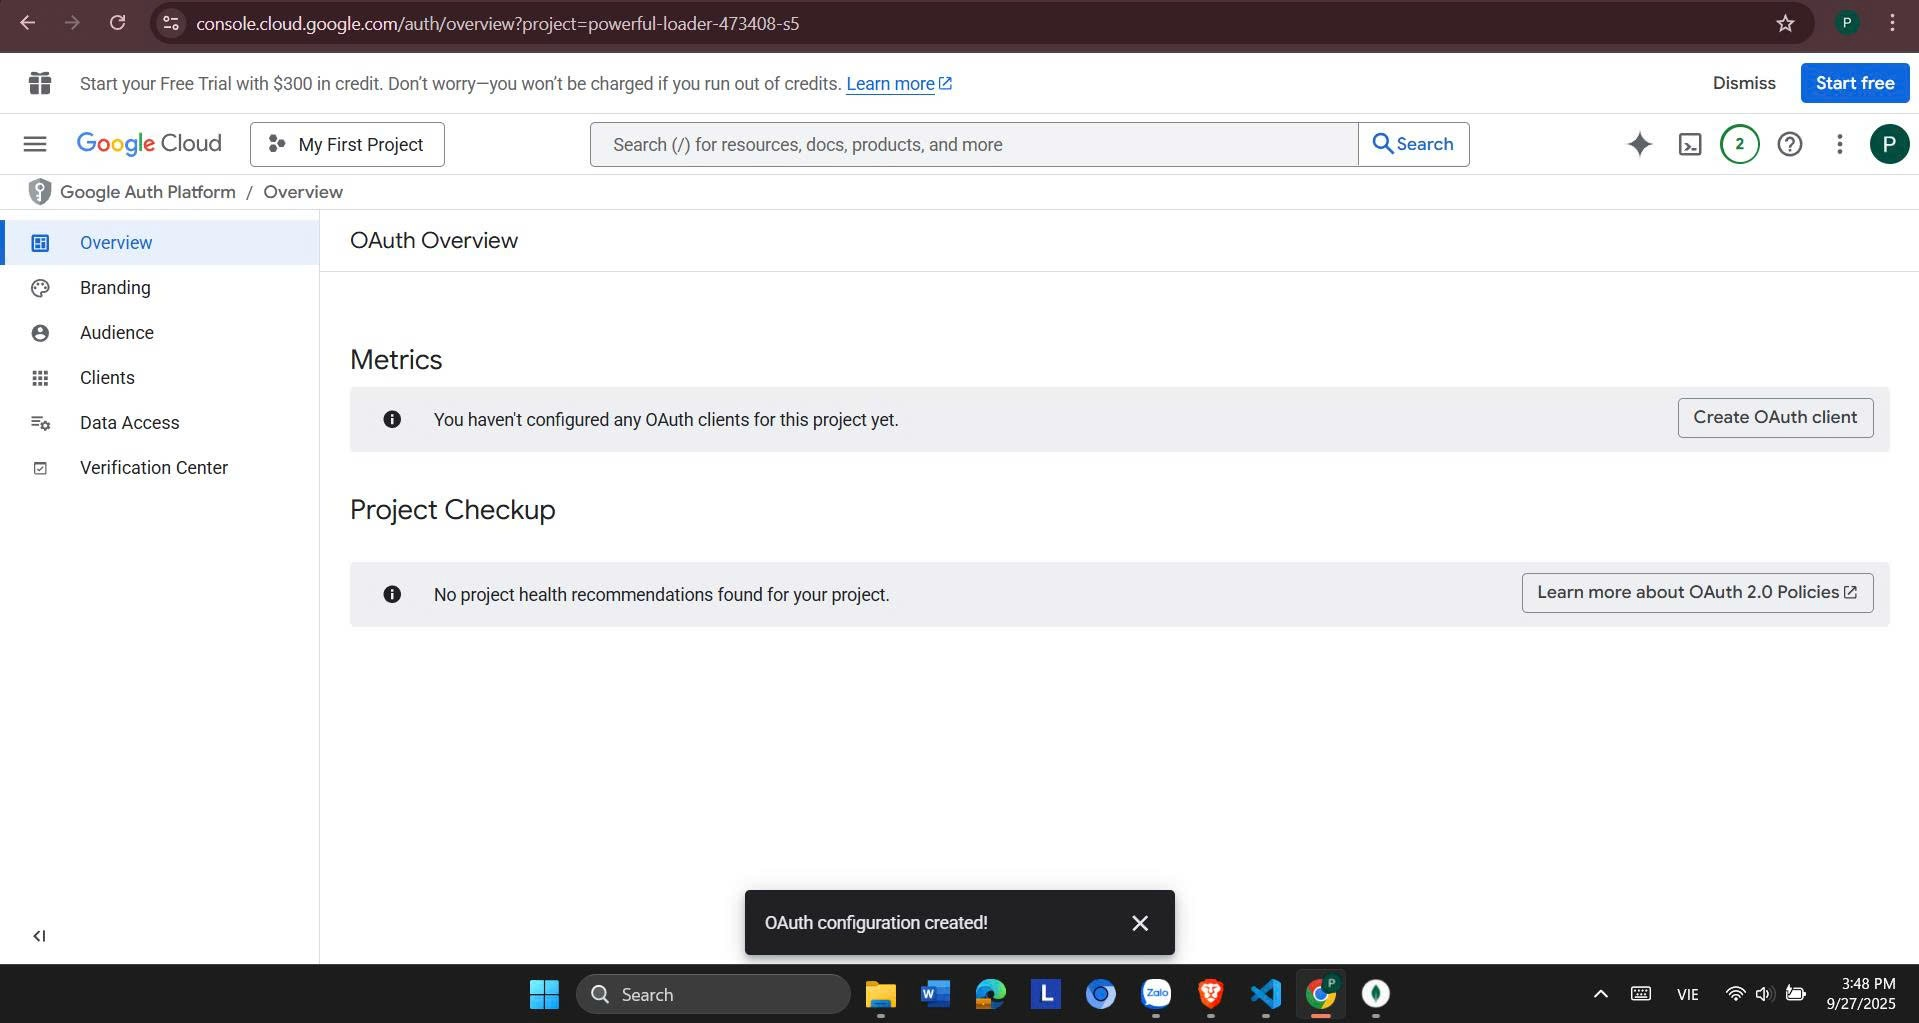 console.cloud.google.com/auth/overview?project=powerful-loader-473408-s5
P
Start your Free Trial with $300 in credit. Don’t worry—you won’t be charged if you run out of credits. Learn more
Dismiss
Start free
Google Cloud
My First Project
Search (/) for resources, docs, products, and more
Search
2
P
Google Auth Platform / Overview
Overview
Branding
Audience
Clients
Data Access
Verification Center
OAuth Overview
Metrics
You haven't configured any OAuth clients for this project yet.
Create OAuth client
Project Checkup
No project health recommendations found for your project.
Learn more about OAuth 2.0 Policies
OAuth configuration created!
Search
W
L
Zalo
P
VIE
3:48 PM
9/27/2025